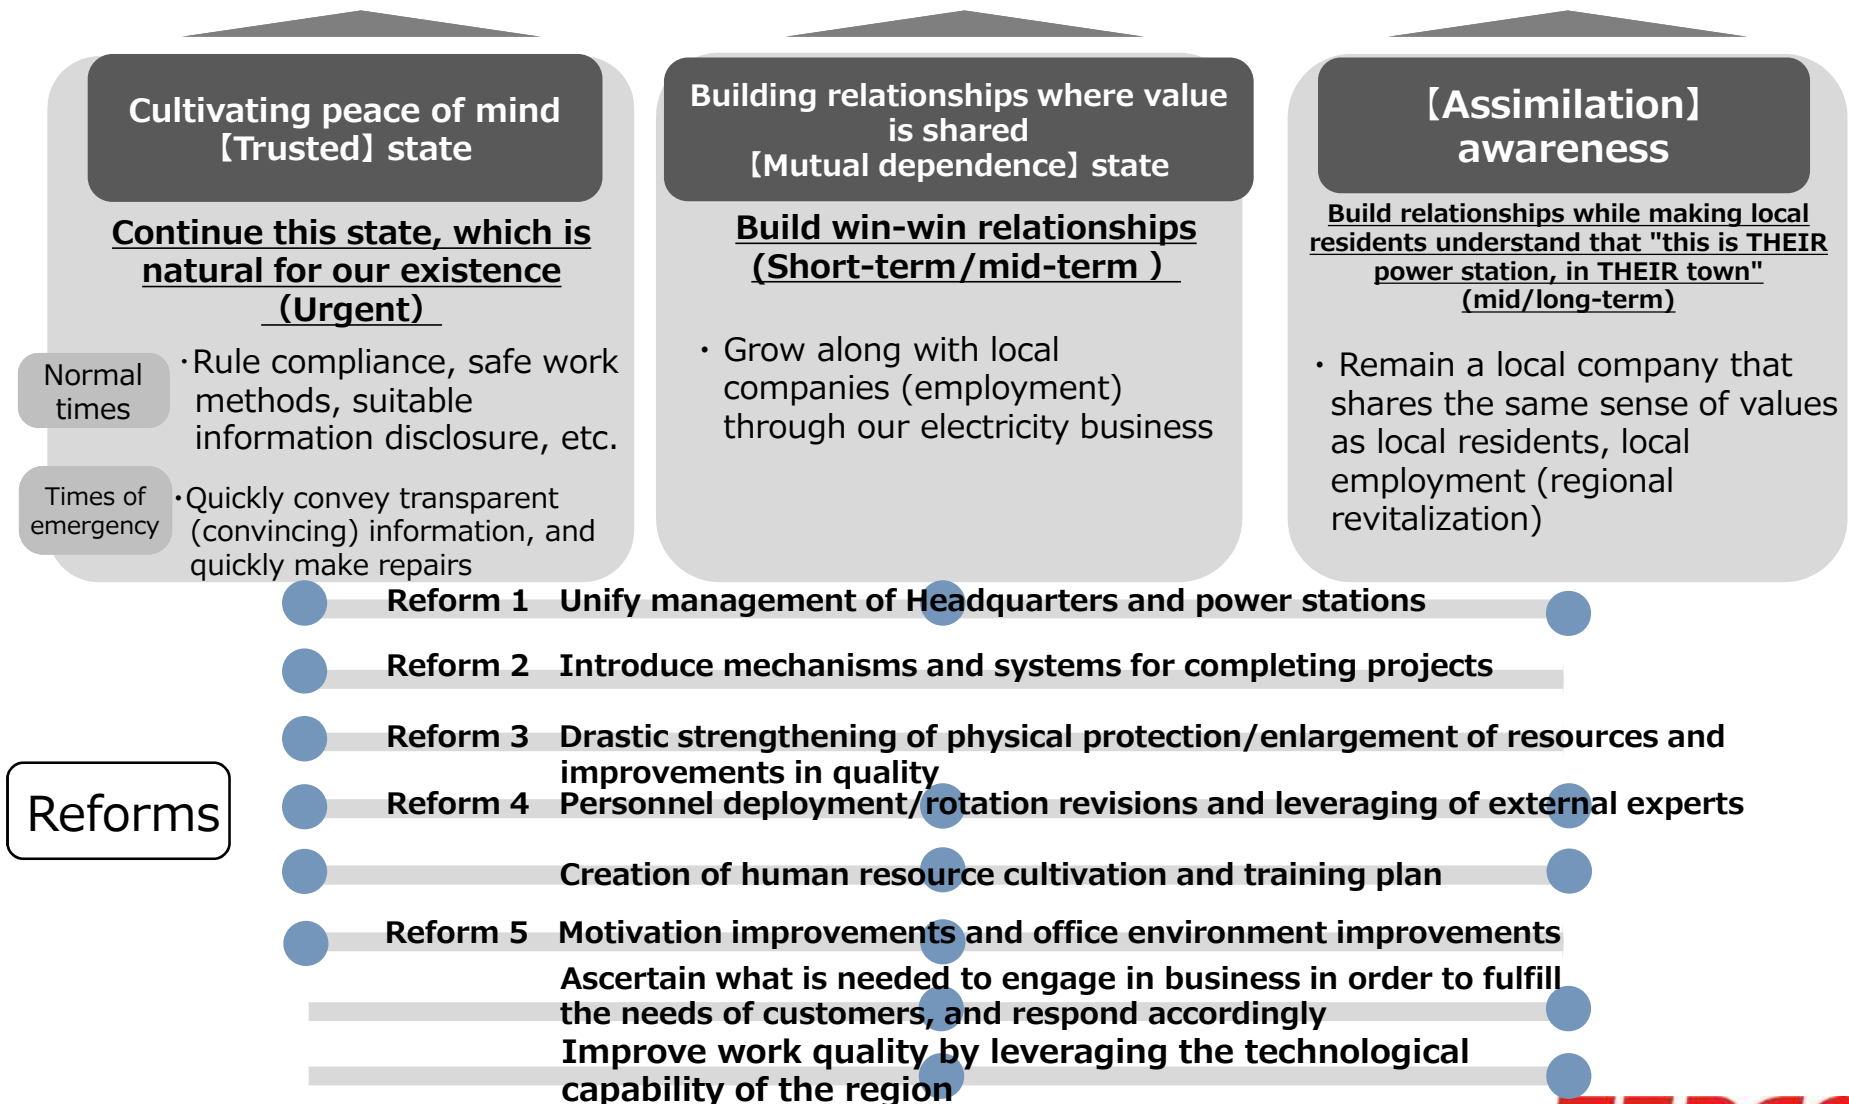 Cultivating peace of mind
【Trusted】 state
Continue this state, which is
natural for our existence
(Urgent)
Normal
times
・Rule compliance, safe work
methods, suitable
information disclosure, etc.
Times of
emergency
・Quickly convey transparent
(convincing) information, and
quickly make repairs
Building relationships where value
is shared
【Mutual dependence】 state
Build win-win relationships
(Short-term/mid-term )
・ Grow along with local
companies (employment)
through our electricity business
【Assimilation】
awareness
Build relationships while making local
residents understand that "this is THEIR
power station, in THEIR town"
(mid/long-term)
・ Remain a local company that
shares the same sense of values
as local residents, local
employment (regional
revitalization)
Reforms
Reform 1 Unify management of Headquarters and power stations
Reform 2 Introduce mechanisms and systems for completing projects
Reform 3 Drastic strengthening of physical protection/enlargement of resources and
improvements in quality
Reform 4 Personnel deployment/rotation revisions and leveraging of external experts
Creation of human resource cultivation and training plan
Reform 5 Motivation improvements and office environment improvements
Ascertain what is needed to engage in business in order to fulfill
the needs of customers, and respond accordingly
Improve work quality by leveraging the technological
capability of the region